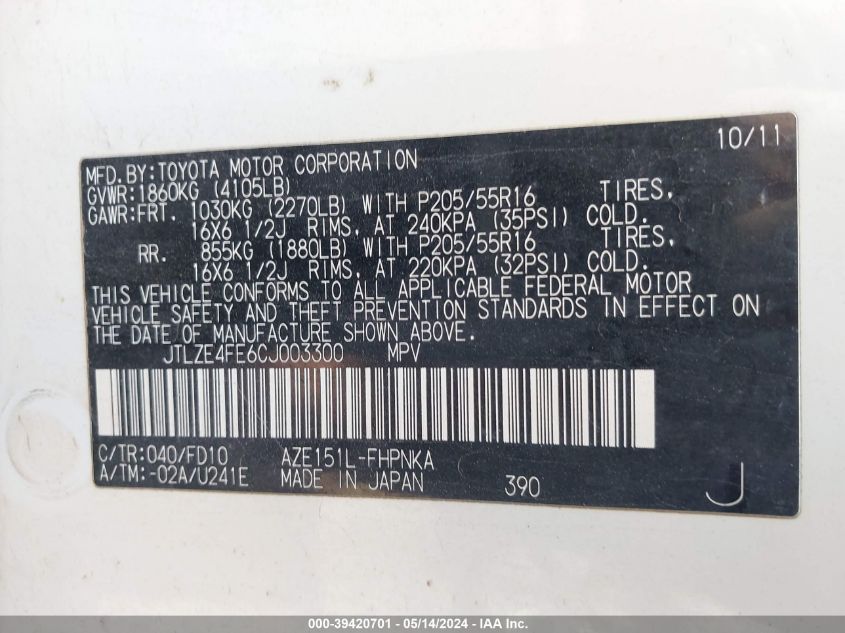 10/11
MFD.BY:TOYOTA MOTOR CORPORATION
GVWR:1860KG (4105LB)
GAWR:FRT. 1030KG (2270LB) WITH P205/55R16 TIRES,
16X6 1/2J RIMS, AT 240KPA (35PSI) COLD.
RR. 855KG (1880LB) WITH P205/55R16 TIRES,
16X6 1/2J RIMS, AT 220KPA (32PSI) COLD.
THIS VEHICLE CONFORMS TO ALL APPLICABLE FEDERAL MOTOR
VEHICLE SAFETY AND THEFT PREVENTION STANDARDS IN EFFECT ON
THE DATE OF MANUFACTURE SHOWN ABOVE.
JTLZE4FE6CJ003300 MPV
C/TR:040/FD10 AZE151L-FHPNKA
A/TM:-02A/U241E MADE IN JAPAN 390 J
000-39420701 - 05/14/2024 - IAA Inc.